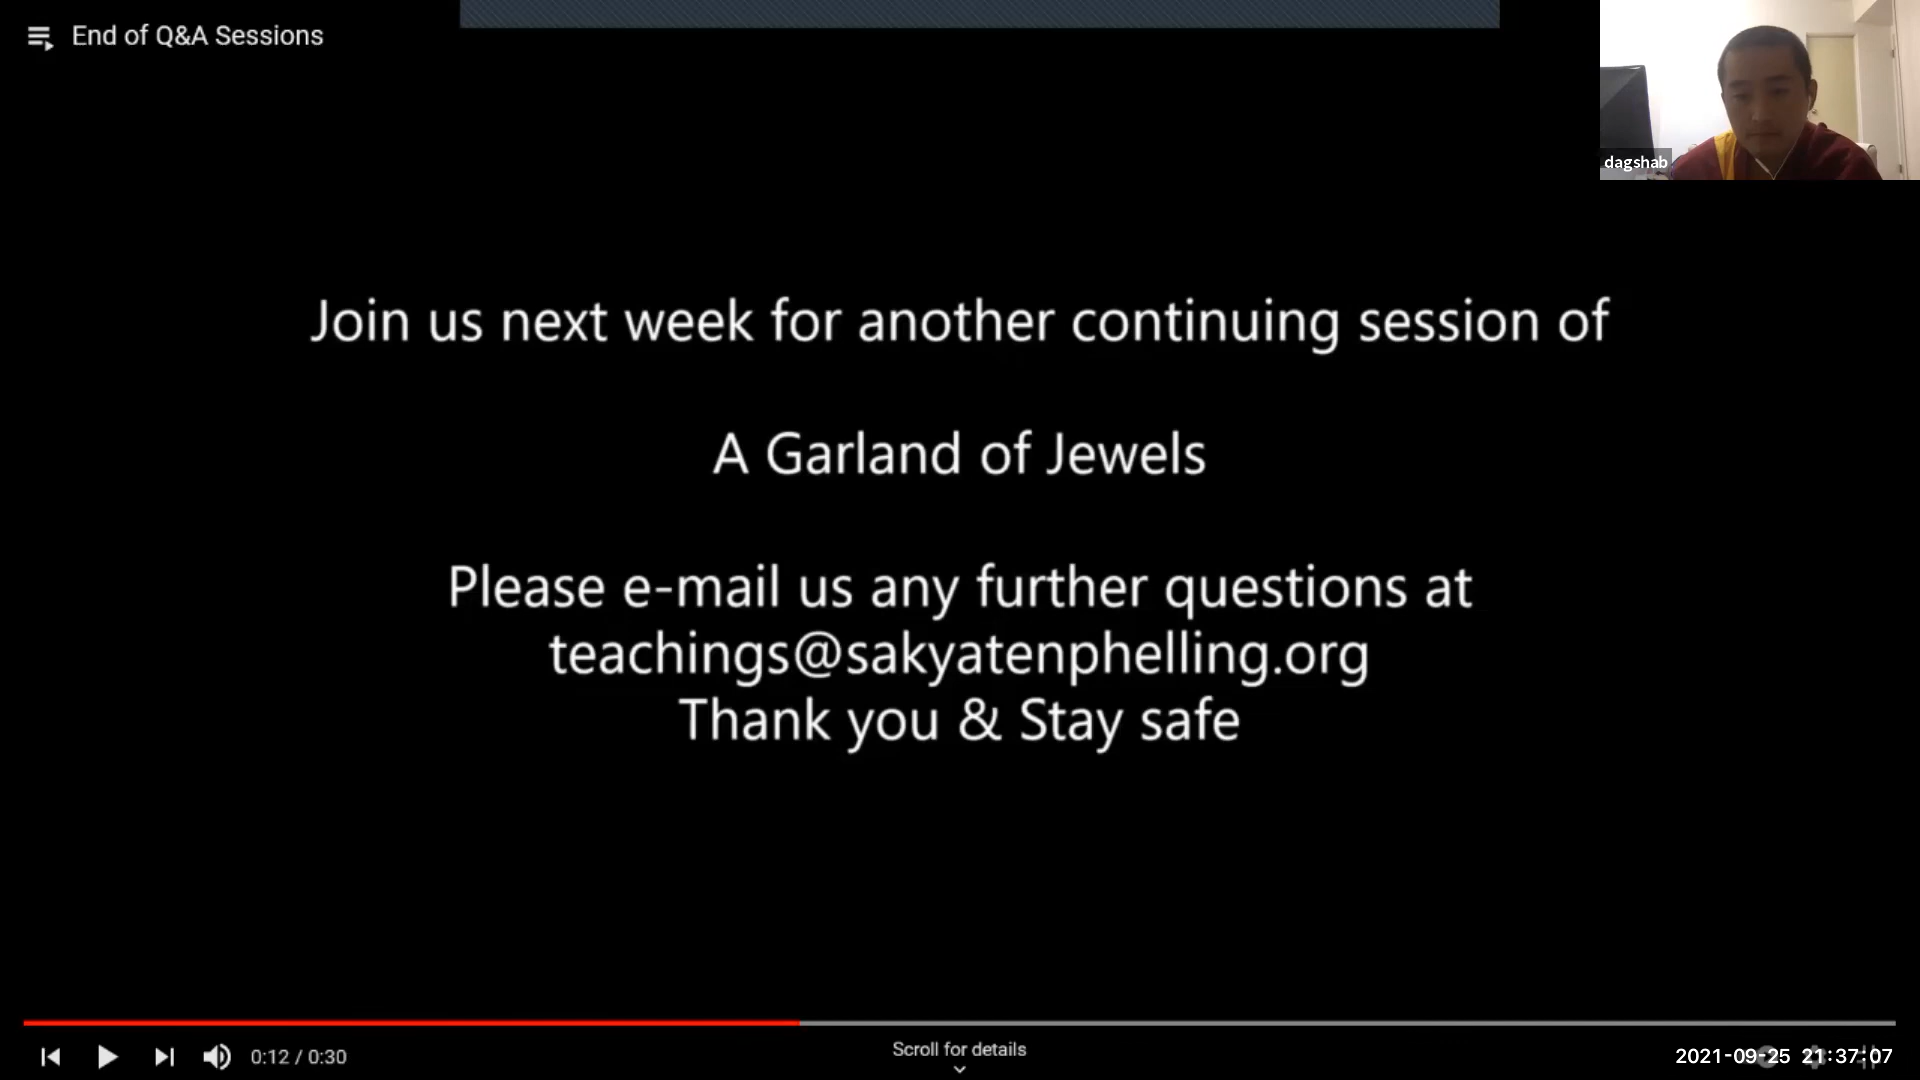 End of Q&A Sessions
dagshab
Join us next week for another continuing session of
A Garland of Jewels
Please e-mail us any further questions at
teachings@sakyatenphelling.org
Thank you & Stay safe
0:12 / 0:30
Scroll for details
2021-09-25 21:37:07